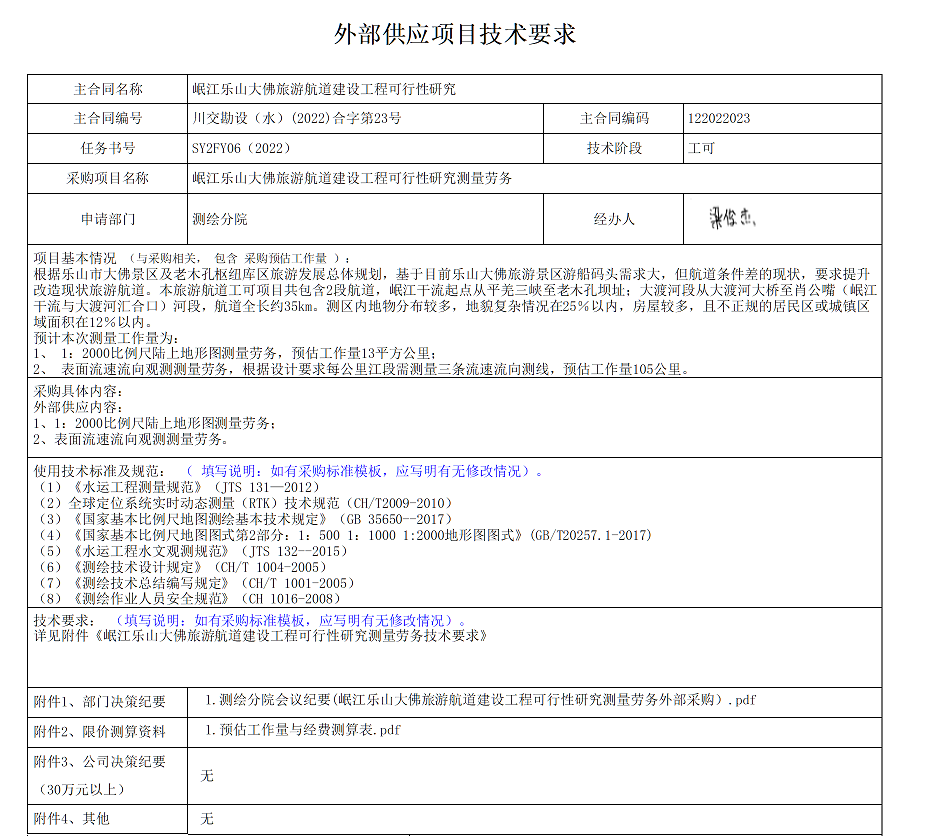 外部供应项目技术要求
主合同名称 岷江乐山大佛旅游航道建设工程可行性研究
主合同编号 川交勘设（水）(2022)合字第23号 主合同编码 122022023
任务书号 SY2FY06（2022） 技术阶段 工可
采购项目名称 岷江乐山大佛旅游航道建设工程可行性研究测量劳务
申请部门 测绘分院 经办人 梁俊杰
项目基本情况 （与采购相关， 包含 采购预估工作量 ）：
根据乐山市大佛景区及老木孔枢纽库区旅游发展总体规划，基于目前乐山大佛旅游景区游船码头需求大，但航道条件差的现状，要求提升
改造现状旅游航道。本旅游航道工可项目共包含2段航道，岷江干流起点从平羌三峡至老木孔坝址；大渡河段从大渡河大桥至肖公嘴（岷江
干流与大渡河汇合口）河段，航道全长约35km。测区内地物分布较多，地貌复杂情况在25%以内，房屋较多，且不正规的居民区或城镇区
域面积在12%以内。
预计本次测量工作量为：
1、 1：2000比例尺陆上地形图测量劳务，预估工作量13平方公里；
2、 表面流速流向观测测量劳务，根据设计要求每公里江段需测量三条流速流向测线，预估工作量105公里。
采购具体内容：
外部供应内容：
1、1：2000比例尺陆上地形图测量劳务；
2、表面流速流向观测测量劳务。
使用技术标准及规范： （ 填写说明：如有采购标准模板，应写明有无修改情况）。
（1）《水运工程测量规范》（JTS 131—2012）
（2）全球定位系统实时动态测量（RTK）技术规范（CH/T2009-2010）
（3）《国家基本比例尺地图测绘基本技术规定》（GB 35650—2017）
（4）《国家基本比例尺地图图式第2部分：1：500 1：1000 1:2000地形图图式》(GB/T20257.1-2017)
（5）《水运工程水文观测规范》（JTS 132--2015）
（6）《测绘技术设计规定》（CH/T 1004-2005）
（7）《测绘技术总结编写规定》（CH/T 1001-2005）
（8）《测绘作业人员安全规范》（CH 1016-2008）
技术要求： （填写说明：如有采购标准模板，应写明有无修改情况）。
详见附件《岷江乐山大佛旅游航道建设工程可行性研究测量劳务技术要求》
附件1、部门决策纪要 1.测绘分院会议纪要(岷江乐山大佛旅游航道建设工程可行性研究测量劳务外部采购）.pdf
附件2、限价测算资料 1.预估工作量与经费测算表.pdf
附件3、公司决策纪要
（30万元以上） 无
附件4、其他 无